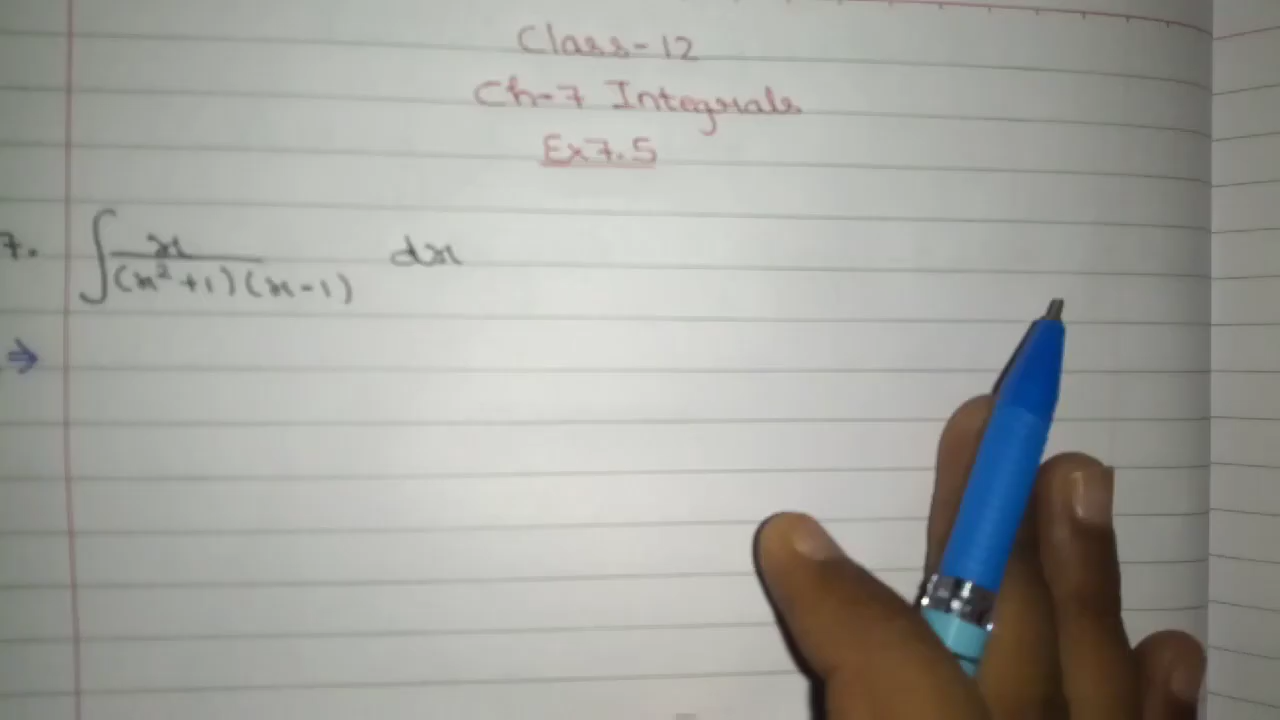 Class-12
Ch-7 Integrals
Ex7.5
7. ∫ x/((x²+1)(x-1)) dx
⇒